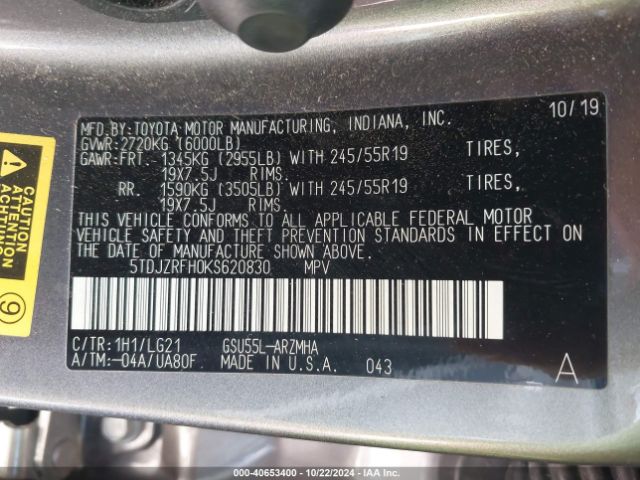 10/19
MFD.BY:TOYOTA MOTOR MANUFACTURING, INDIANA, INC.
GVWR:2720KG (6000LB)
GAWR:FRT. 1345KG (2955LB) WITH 245/55R19 TIRES,
19X7.5J RIMS.
RR. 1590KG (3505LB) WITH 245/55R19 TIRES,
19X7.5J RIMS.
THIS VEHICLE CONFORMS TO ALL APPLICABLE FEDERAL MOTOR
VEHICLE SAFETY AND THEFT PREVENTION STANDARDS IN EFFECT ON
THE DATE OF MANUFACTURE SHOWN ABOVE.
5TDJZRFH0KS620830 MPV
C/TR:1H1/LG21 GSU55L-ARZMHA
A/TM:-04A/UA80F MADE IN U.S.A. 043 A
CAUTION
ATTENTION
ACHTUNG
9
000-40653400 | 10/22/2024 | IAA Inc.